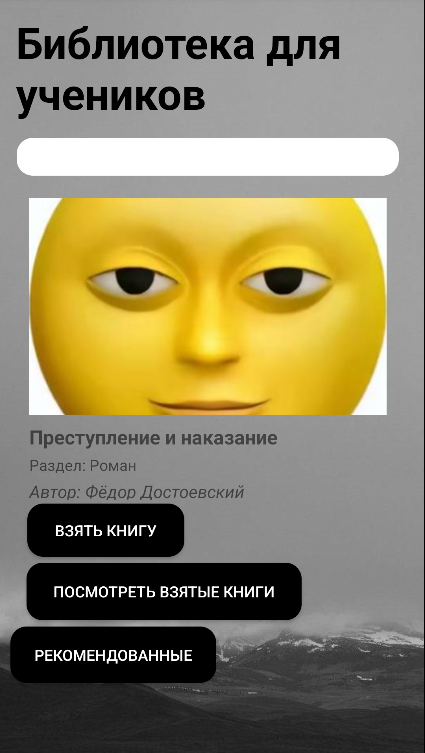 Библиотека для
учеников
Преступление и наказание
Раздел: Роман
Автор: Фёдор Достоевский
ВЗЯТЬ КНИГУ
ПОСМОТРЕТЬ ВЗЯТЫЕ КНИГИ
РЕКОМЕНДОВАННЫЕ